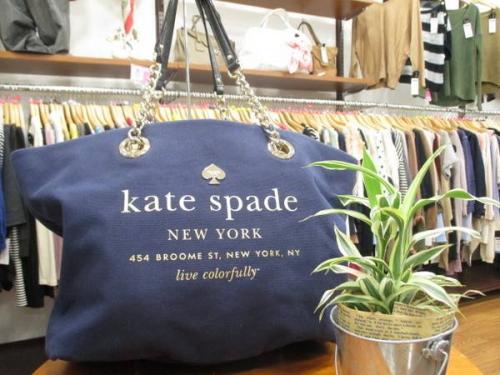 kate spade
NEW YORK
454 BROOME ST, NEW YORK, NY
live colorfully